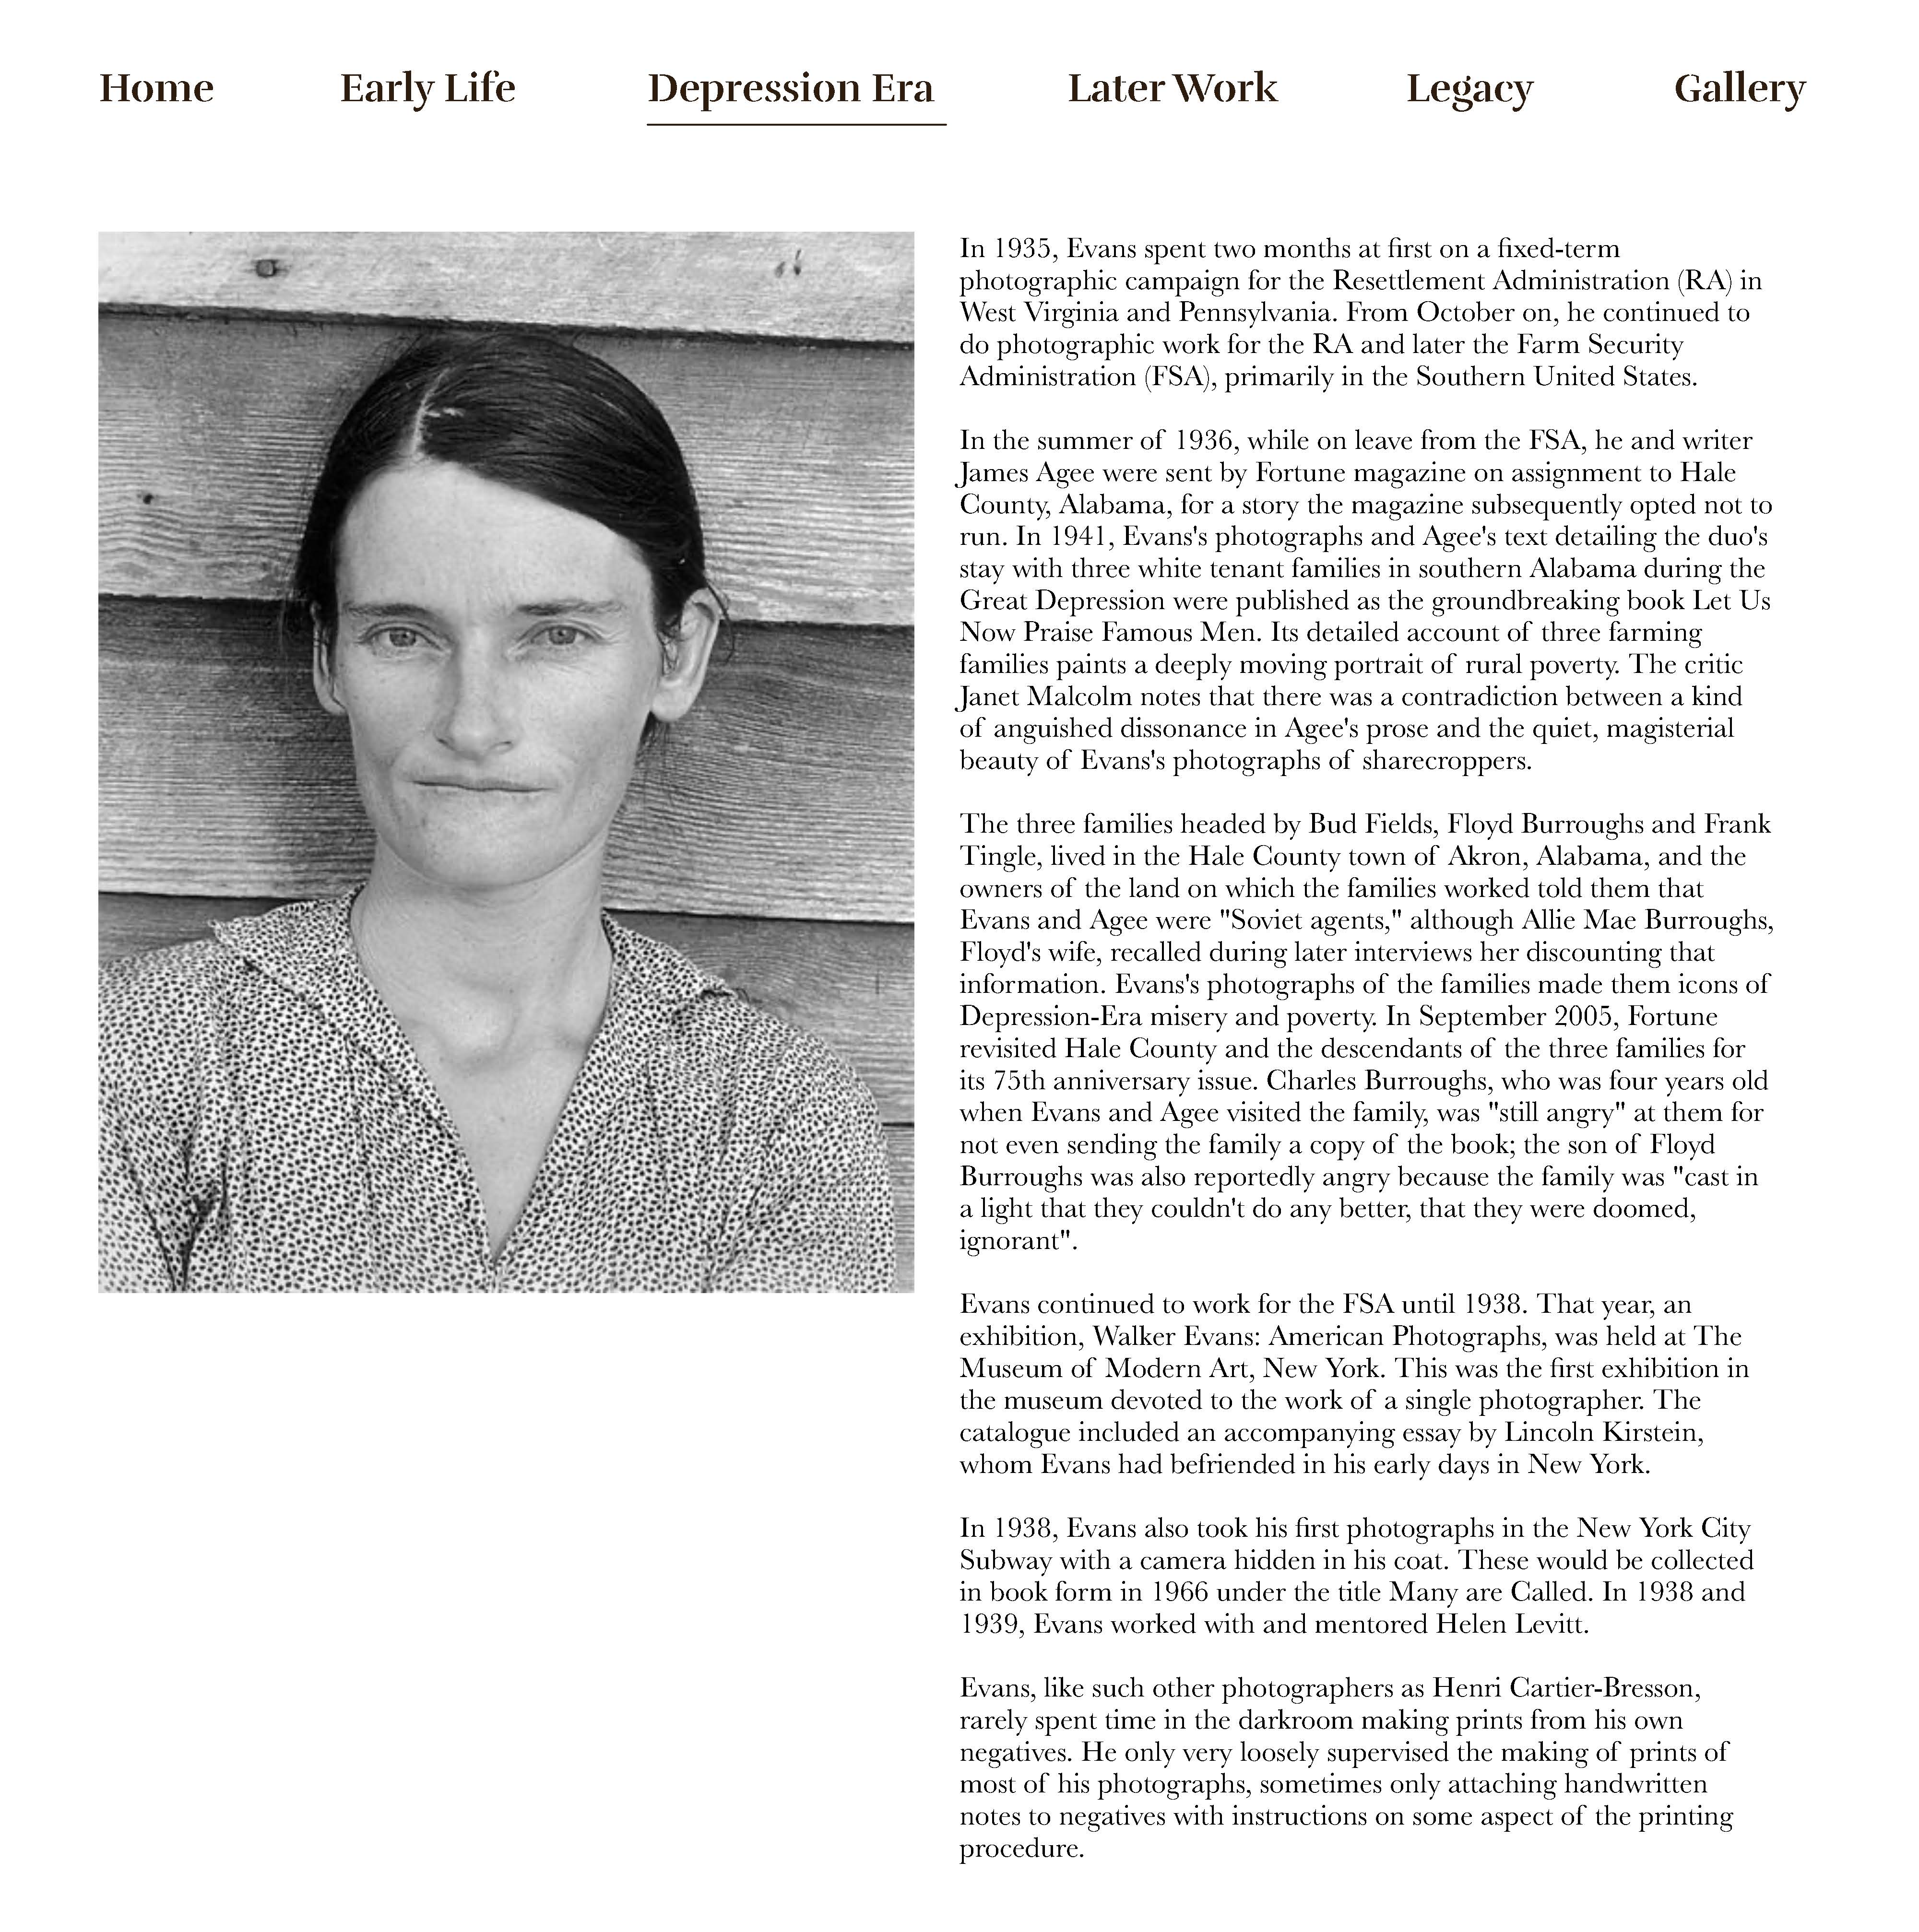 Home
Early Life
Depression Era
Later Work
Legacy
Gallery
In 1935, Evans spent two months at first on a fixed-term
photographic campaign for the Resettlement Administration (RA) in
West Virginia and Pennsylvania. From October on, he continued to
do photographic work for the RA and later the Farm Security
Administration (FSA), primarily in the Southern United States.
In the summer of 1936, while on leave from the FSA, he and writer
James Agee were sent by Fortune magazine on assignment to Hale
County, Alabama, for a story the magazine subsequently opted not to
run. In 1941, Evans's photographs and Agee's text detailing the duo's
stay with three white tenant families in southern Alabama during the
Great Depression were published as the groundbreaking book Let Us
Now Praise Famous Men. Its detailed account of three farming
families paints a deeply moving portrait of rural poverty. The critic
Janet Malcolm notes that there was a contradiction between a kind
of anguished dissonance in Agee's prose and the quiet, magisterial
beauty of Evans's photographs of sharecroppers.
The three families headed by Bud Fields, Floyd Burroughs and Frank
Tingle, lived in the Hale County town of Akron, Alabama, and the
owners of the land on which the families worked told them that
Evans and Agee were "Soviet agents," although Allie Mae Burroughs,
Floyd's wife, recalled during later interviews her discounting that
information. Evans's photographs of the families made them icons of
Depression-Era misery and poverty. In September 2005, Fortune
revisited Hale County and the descendants of the three families for
its 75th anniversary issue. Charles Burroughs, who was four years old
when Evans and Agee visited the family, was "still angry" at them for
not even sending the family a copy of the book; the son of Floyd
Burroughs was also reportedly angry because the family was "cast in
a light that they couldn't do any better, that they were doomed,
ignorant".
Evans continued to work for the FSA until 1938. That year, an
exhibition, Walker Evans: American Photographs, was held at The
Museum of Modern Art, New York. This was the first exhibition in
the museum devoted to the work of a single photographer. The
catalogue included an accompanying essay by Lincoln Kirstein,
whom Evans had befriended in his early days in New York.
In 1938, Evans also took his first photographs in the New York City
Subway with a camera hidden in his coat. These would be collected
in book form in 1966 under the title Many are Called. In 1938 and
1939, Evans worked with and mentored Helen Levitt.
Evans, like such other photographers as Henri Cartier-Bresson,
rarely spent time in the darkroom making prints from his own
negatives. He only very loosely supervised the making of prints of
most of his photographs, sometimes only attaching handwritten
notes to negatives with instructions on some aspect of the printing
procedure.